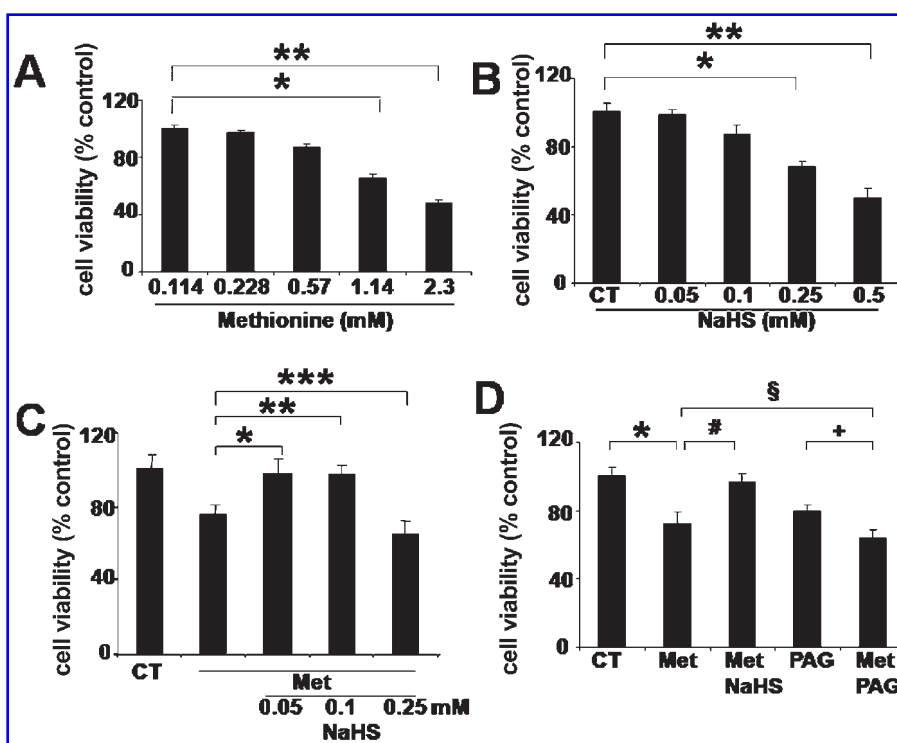 A
cell viability (% control)
120
80
40
0
**
*
0.114 0.228 0.57 1.14 2.3
Methionine (mM)
B
cell viability (% control)
120
80
40
0
**
*
CT 0.05 0.1 0.25 0.5
NaHS (mM)
C
cell viability (% control)
120
80
40
0
***
**
*
CT
Met
0.05 0.1 0.25 mM
NaHS
D
cell viability (% control)
120
80
40
0
§
* # +
CT Met Met PAG Met
NaHS PAG